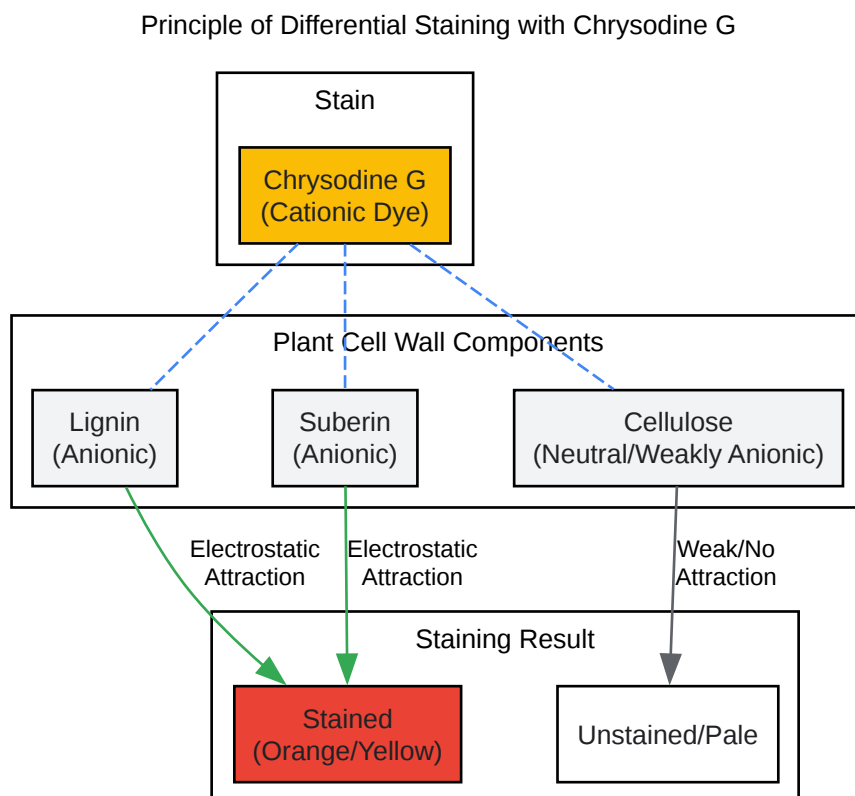 Principle of Differential Staining with Chrysodine G
Stain
Chrysodine G
(Cationic Dye)
Plant Cell Wall Components
Lignin
(Anionic)
Suberin
(Anionic)
Cellulose
(Neutral/Weakly Anionic)
Electrostatic
Attraction
Electrostatic
Attraction
Weak/No
Attraction
Staining Result
Stained
(Orange/Yellow)
Unstained/Pale